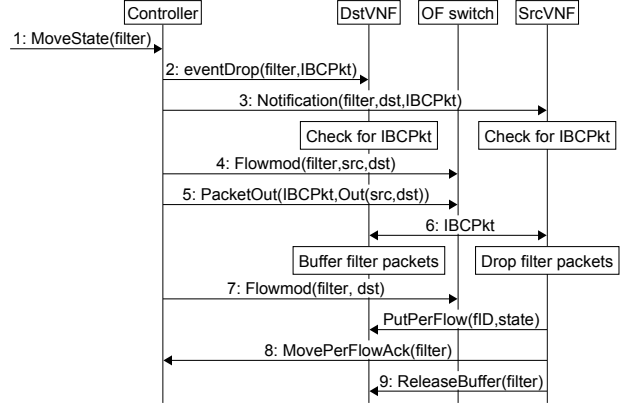 Controller DstVNF OF switch SrcVNF
1: MoveState(filter)
2: eventDrop(filter,IBCPkt)
3: Notification(filter,dst,IBCPkt)
Check for IBCPkt Check for IBCPkt
4: Flowmod(filter,src,dst)
5: PacketOut(IBCPkt,Out(src,dst))
6: IBCPkt
Buffer filter packets Drop filter packets
7: Flowmod(filter, dst)
PutPerFlow(fID,state)
8: MovePerFlowAck(filter)
9: ReleaseBuffer(filter)